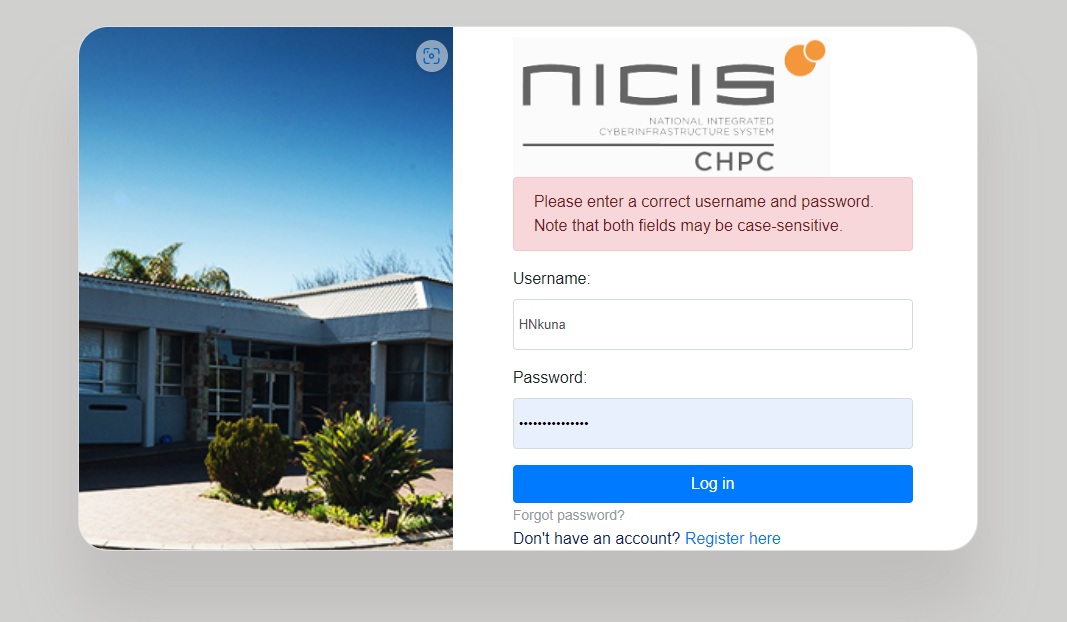 NICIS
NATIONAL INTEGRATED
CYBERINFRASTRUCTURE SYSTEM
CHPC
Please enter a correct username and password.
Note that both fields may be case-sensitive.
Username:
HNkuna
Password:
•••••••••••••••
Log in
Forgot password?
Don't have an account? Register here